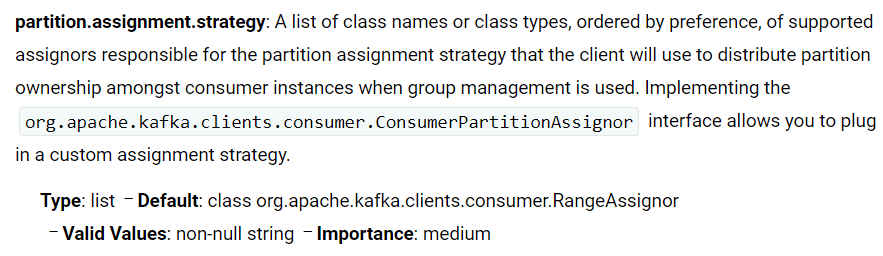 partition.assignment.strategy: A list of class names or class types, ordered by preference, of supported
assignors responsible for the partition assignment strategy that the client will use to distribute partition
ownership amongst consumer instances when group management is used. Implementing the
org.apache.kafka.clients.consumer.ConsumerPartitionAssignor interface allows you to plug
in a custom assignment strategy.
Type: list – Default: class org.apache.kafka.clients.consumer.RangeAssignor
– Valid Values: non-null string – Importance: medium